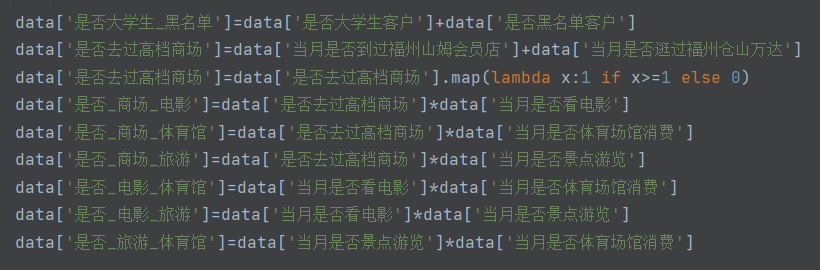 data['是否大学生_黑名单']=data['是否大学生客户']+data['是否黑名单客户']
data['是否去过高档商场']=data['当月是否到过福州山姆会员店']+data['当月是否逛过福州仓山万达']
data['是否去过高档商场']=data['是否去过高档商场'].map(lambda x:1 if x>=1 else 0)
data['是否_商场_电影']=data['是否去过高档商场']*data['当月是否看电影']
data['是否_商场_体育馆']=data['是否去过高档商场']*data['当月是否体育场馆消费']
data['是否_商场_旅游']=data['是否去过高档商场']*data['当月是否景点游览']
data['是否_电影_体育馆']=data['当月是否看电影']*data['当月是否体育场馆消费']
data['是否_电影_旅游']=data['当月是否看电影']*data['当月是否景点游览']
data['是否_旅游_体育馆']=data['当月是否景点游览']*data['当月是否体育场馆消费']